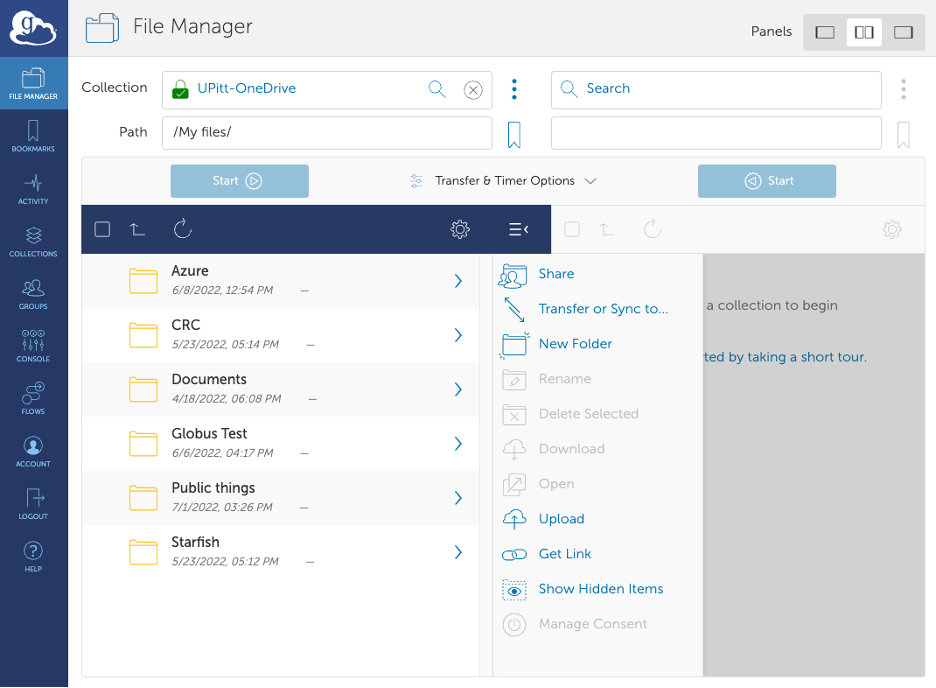 g
File Manager
Panels
FILE MANAGER
BOOKMARKS
ACTIVITY
COLLECTIONS
GROUPS
CONSOLE
FLOWS
ACCOUNT
LOGOUT
HELP
Collection
UPitt-OneDrive
Search
Path
/My files/
Start
Transfer & Timer Options
Start
Azure
6/8/2022, 12:54 PM —
CRC
5/23/2022, 05:14 PM —
Documents
4/18/2022, 06:08 PM —
Globus Test
6/6/2022, 04:17 PM —
Public things
7/1/2022, 03:26 PM —
Starfish
5/23/2022, 05:12 PM —
Share
Transfer or Sync to...
New Folder
Rename
Delete Selected
Download
Open
Upload
Get Link
Show Hidden Items
Manage Consent
a collection to begin
ted by taking a short tour.